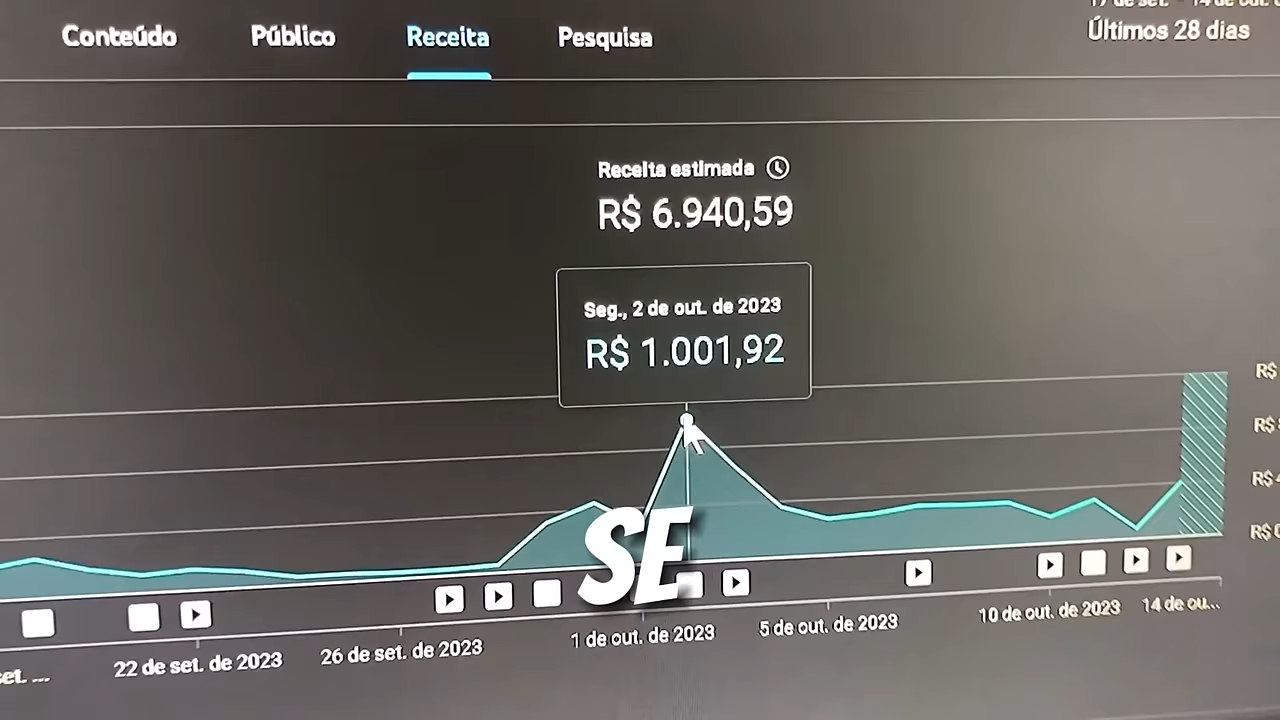 Conteúdo Público Receita Pesquisa
Últimos 28 dias
Receita estimada
R$ 6.940,59
Seg., 2 de out. de 2023
R$ 1.001,92
R$
R$
R$
R$
SE
22 de set. de 2023 26 de set. de 2023 1 de out. de 2023 5 de out. de 2023 10 de out. de 2023 14 de ou...
set. ...